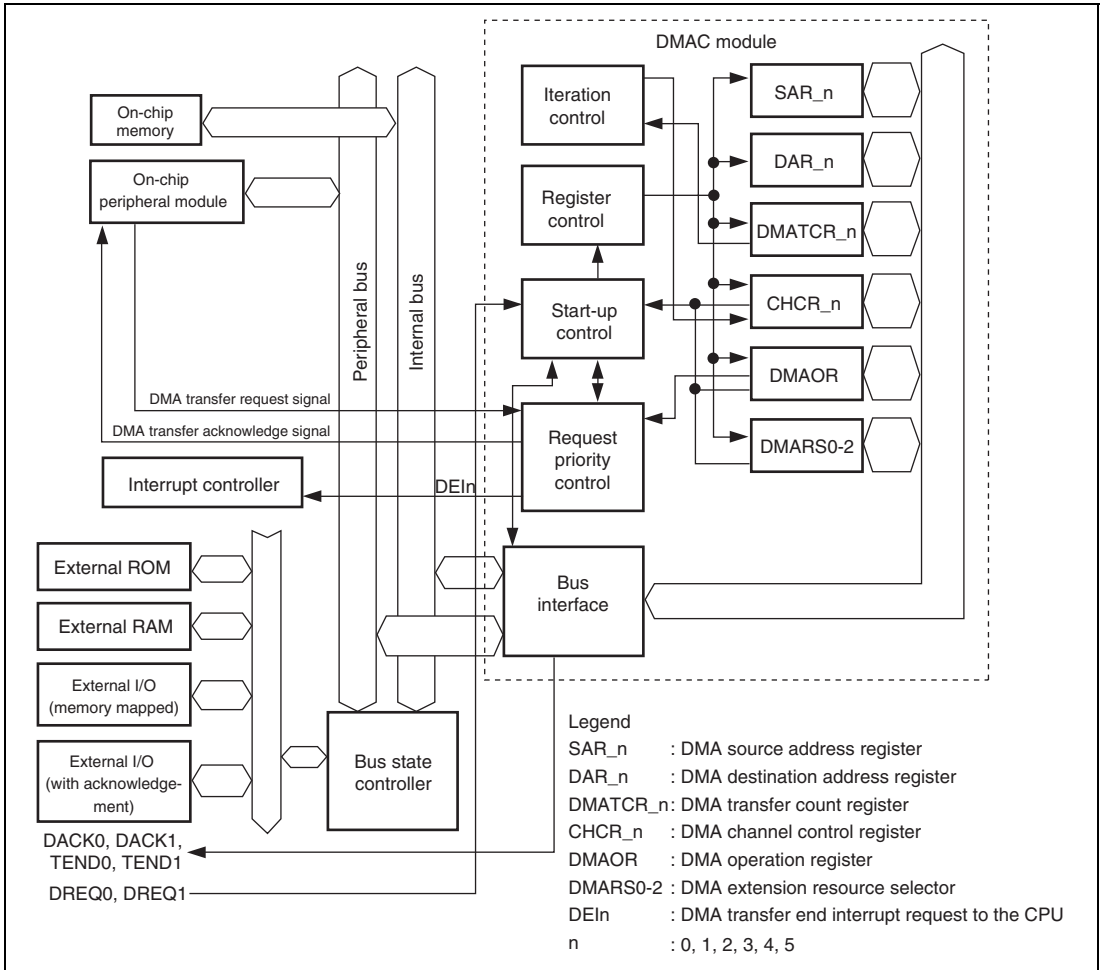 DMAC module
On-chip
memory
On-chip
peripheral module
Peripheral bus
Internal bus
Iteration
control
Register
control
Start-up
control
Request
priority
control
Bus
interface
SAR_n
DAR_n
DMATCR_n
CHCR_n
DMAOR
DMARS0-2
DMA transfer request signal
DMA transfer acknowledge signal
Interrupt controller
DEIn
External ROM
External RAM
External I/O
(memory mapped)
External I/O
(with acknowledge-
ment)
Bus state
controller
DACK0, DACK1,
TEND0, TEND1
DREQ0, DREQ1
Legend
SAR_n : DMA source address register
DAR_n : DMA destination address register
DMATCR_n: DMA transfer count register
CHCR_n : DMA channel control register
DMAOR : DMA operation register
DMARS0-2 : DMA extension resource selector
DEIn : DMA transfer end interrupt request to the CPU
n : 0, 1, 2, 3, 4, 5